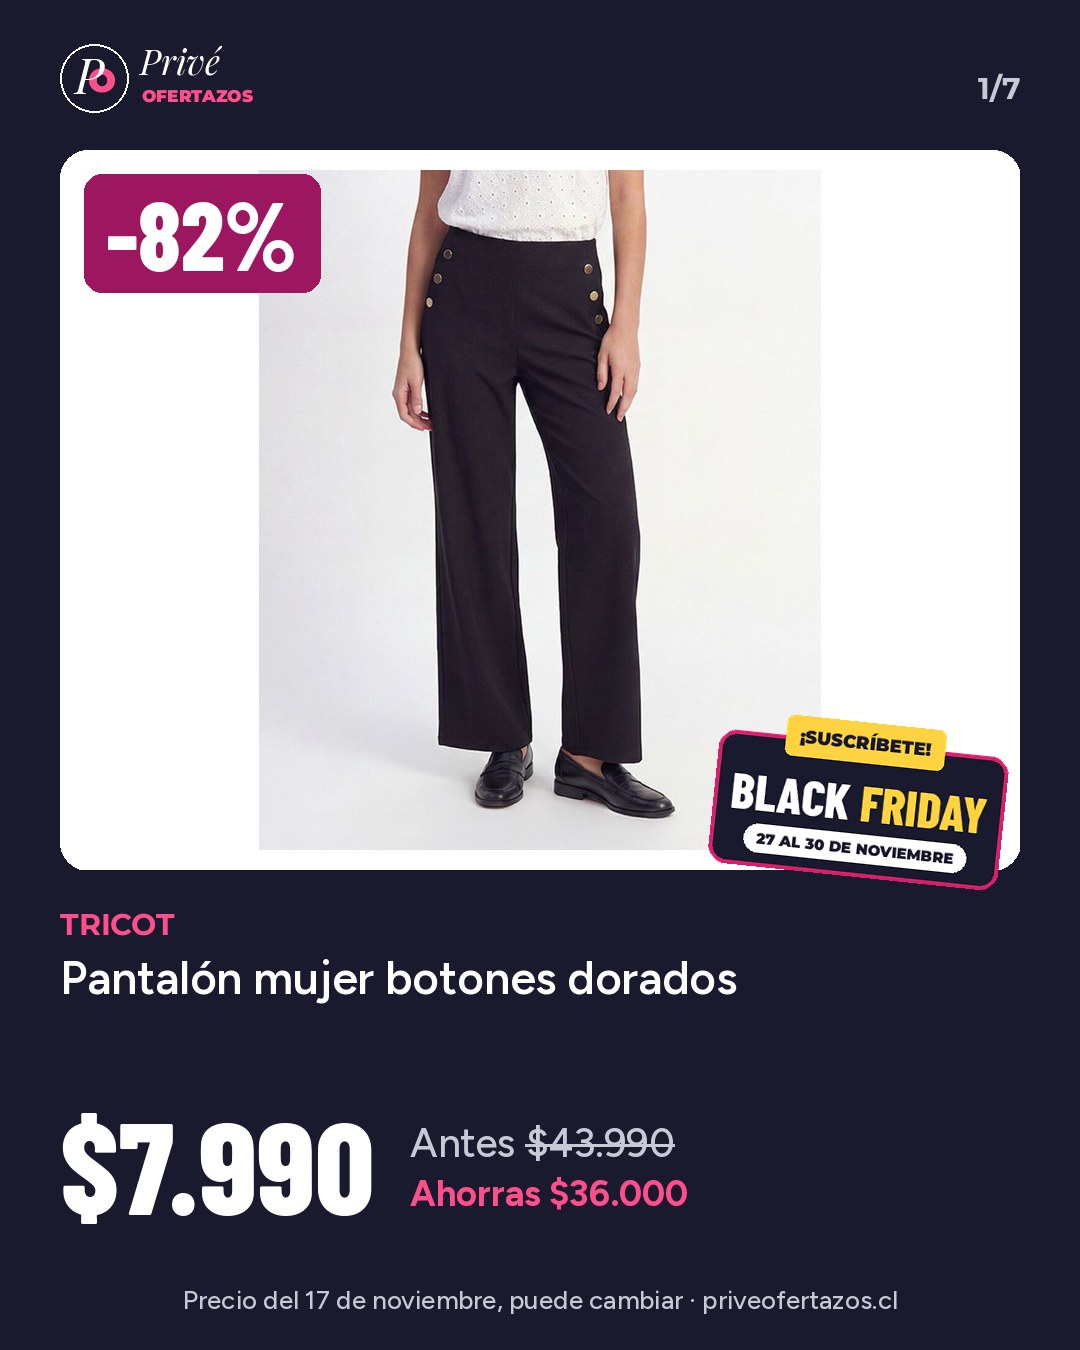 Po
Privé
OFERTAZOS
1/7
-82%
¡SUSCRÍBETE!
BLACK FRIDAY
27 AL 30 DE NOVIEMBRE
TRICOT
Pantalón mujer botones dorados
$7.990
Antes $43.990
Ahorras $36.000
Precio del 17 de noviembre, puede cambiar · priveofertazos.cl